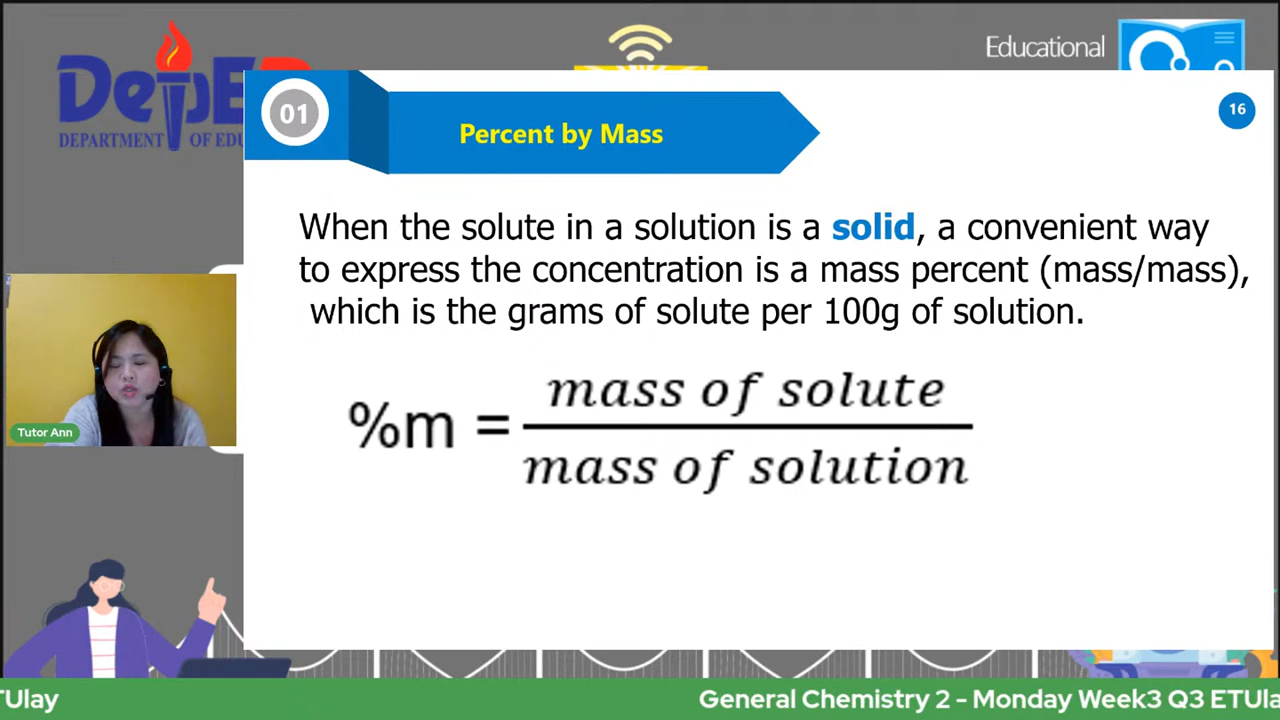 DepED
DEPARTMENT OF EDU
Educational
01
Percent by Mass
16
When the solute in a solution is a solid, a convenient way
to express the concentration is a mass percent (mass/mass),
which is the grams of solute per 100g of solution.
%m = mass of solute
mass of solution
Tutor Ann
TUlay
General Chemistry 2 - Monday Week3 Q3 ETUla